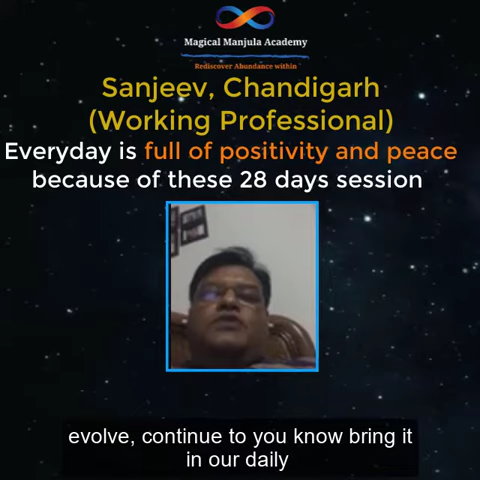 Magical Manjula Academy
Rediscover Abundance within
Sanjeev, Chandigarh
(Working Professional)
Everyday is full of positivity and peace
because of these 28 days session
evolve, continue to you know bring it
in our daily